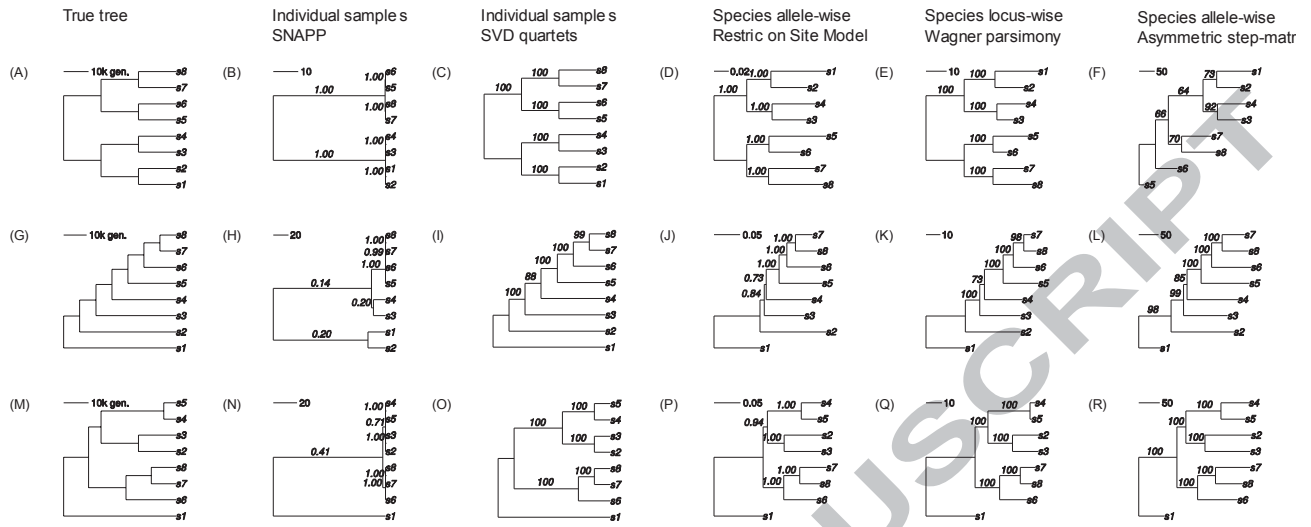 True tree Individual samples Individual samples Species allele-wise Species locus-wise Species allele-wise
SNAPP SVD quartets Restric on Site Model Wagner parsimony Asymmetric step-matr
(A) 10k gen. s8 s7 s6 s5 s4 s3 s2 s1
(B) 10 1.00 1.00 1.00 1.00 1.00 1.00 s6 s5 s8 s7 s4 s3 s1 s2
(C) 100 100 100 100 100 s8 s7 s6 s5 s4 s3 s2 s1
(D) 0.02 1.00 1.00 1.00 1.00 1.00 s1 s2 s4 s3 s5 s6 s7 s8
(E) 10 100 100 100 100 100 s1 s2 s4 s3 s5 s6 s7 s8
(F) 50 73 64 92 66 70 s1 s2 s4 s3 s7 s8 s6 s5
(G) 10k gen. s8 s7 s6 s5 s4 s3 s2 s1
(H) 20 1.00 0.99 1.00 0.14 0.20 0.20 s8 s7 s6 s5 s4 s3 s1 s2
(I) 99 100 100 88 100 s8 s7 s6 s5 s4 s3 s2 s1
(J) 0.05 1.00 1.00 1.00 0.73 0.84 s7 s8 s6 s5 s4 s3 s2 s1
(K) 10 98 100 100 73 100 s7 s8 s6 s5 s4 s3 s2 s1
(L) 50 100 100 100 85 99 98 s7 s8 s6 s5 s4 s3 s2 s1
(M) 10k gen. s5 s4 s3 s2 s8 s7 s6 s1
(N) 20 1.00 0.71 1.00 0.41 1.00 1.00 s4 s5 s3 s2 s8 s7 s6 s1
(O) 100 100 100 100 100 s5 s4 s3 s2 s8 s7 s6 s1
(P) 0.05 1.00 0.94 1.00 1.00 1.00 s4 s5 s2 s3 s7 s8 s6 s1
(Q) 10 100 100 100 100 100 s4 s5 s2 s3 s7 s8 s6 s1
(R) 50 100 100 100 100 100 100 s4 s5 s2 s3 s7 s8 s6 s1
USCRIPT